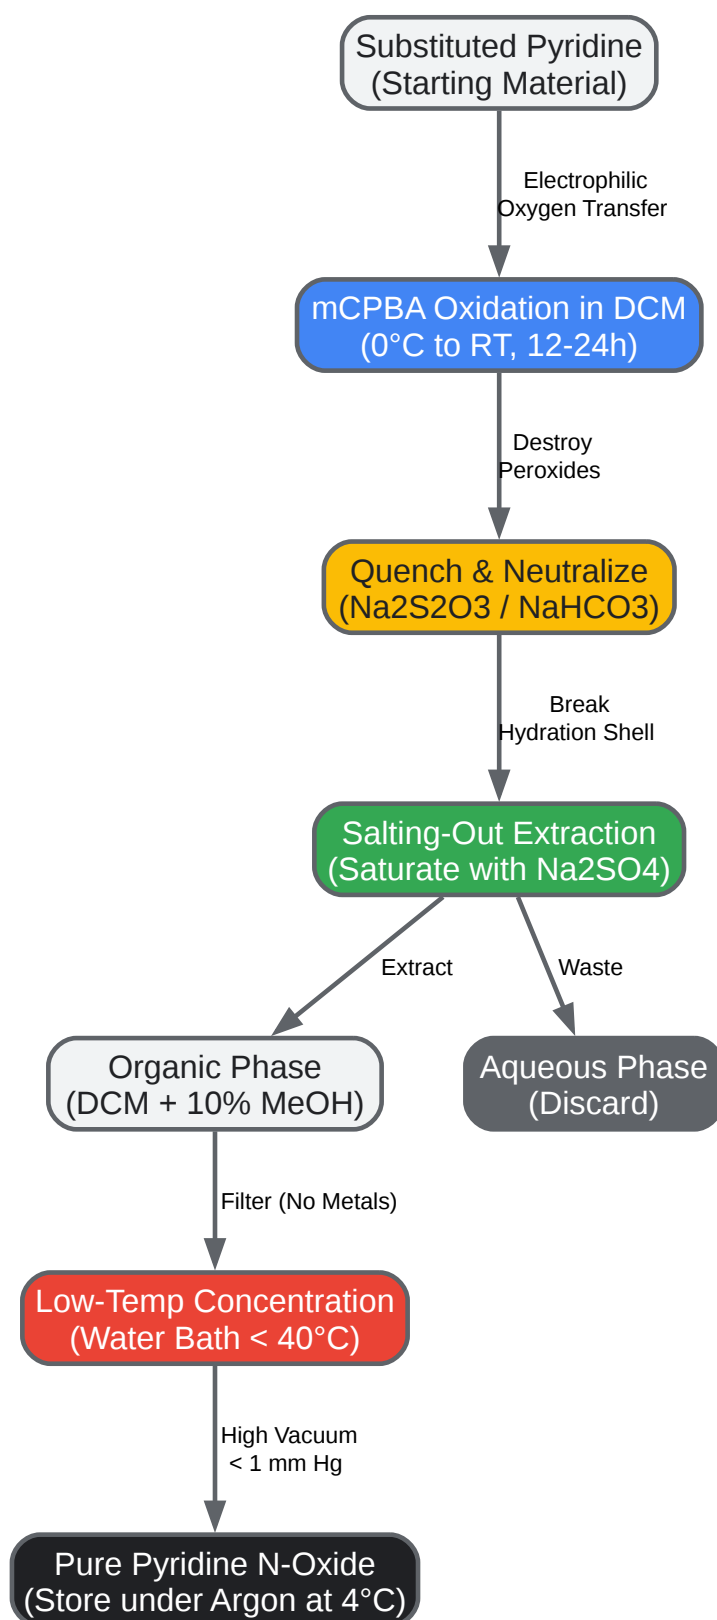 Substituted Pyridine
(Starting Material)
Electrophilic
Oxygen Transfer
mCPBA Oxidation in DCM
(0°C to RT, 12-24h)
Destroy
Peroxides
Quench & Neutralize
(Na2S2O3 / NaHCO3)
Break
Hydration Shell
Salting-Out Extraction
(Saturate with Na2SO4)
Extract
Waste
Organic Phase
(DCM + 10% MeOH)
Aqueous Phase
(Discard)
Filter (No Metals)
Low-Temp Concentration
(Water Bath < 40°C)
High Vacuum
< 1 mm Hg
Pure Pyridine N-Oxide
(Store under Argon at 4°C)